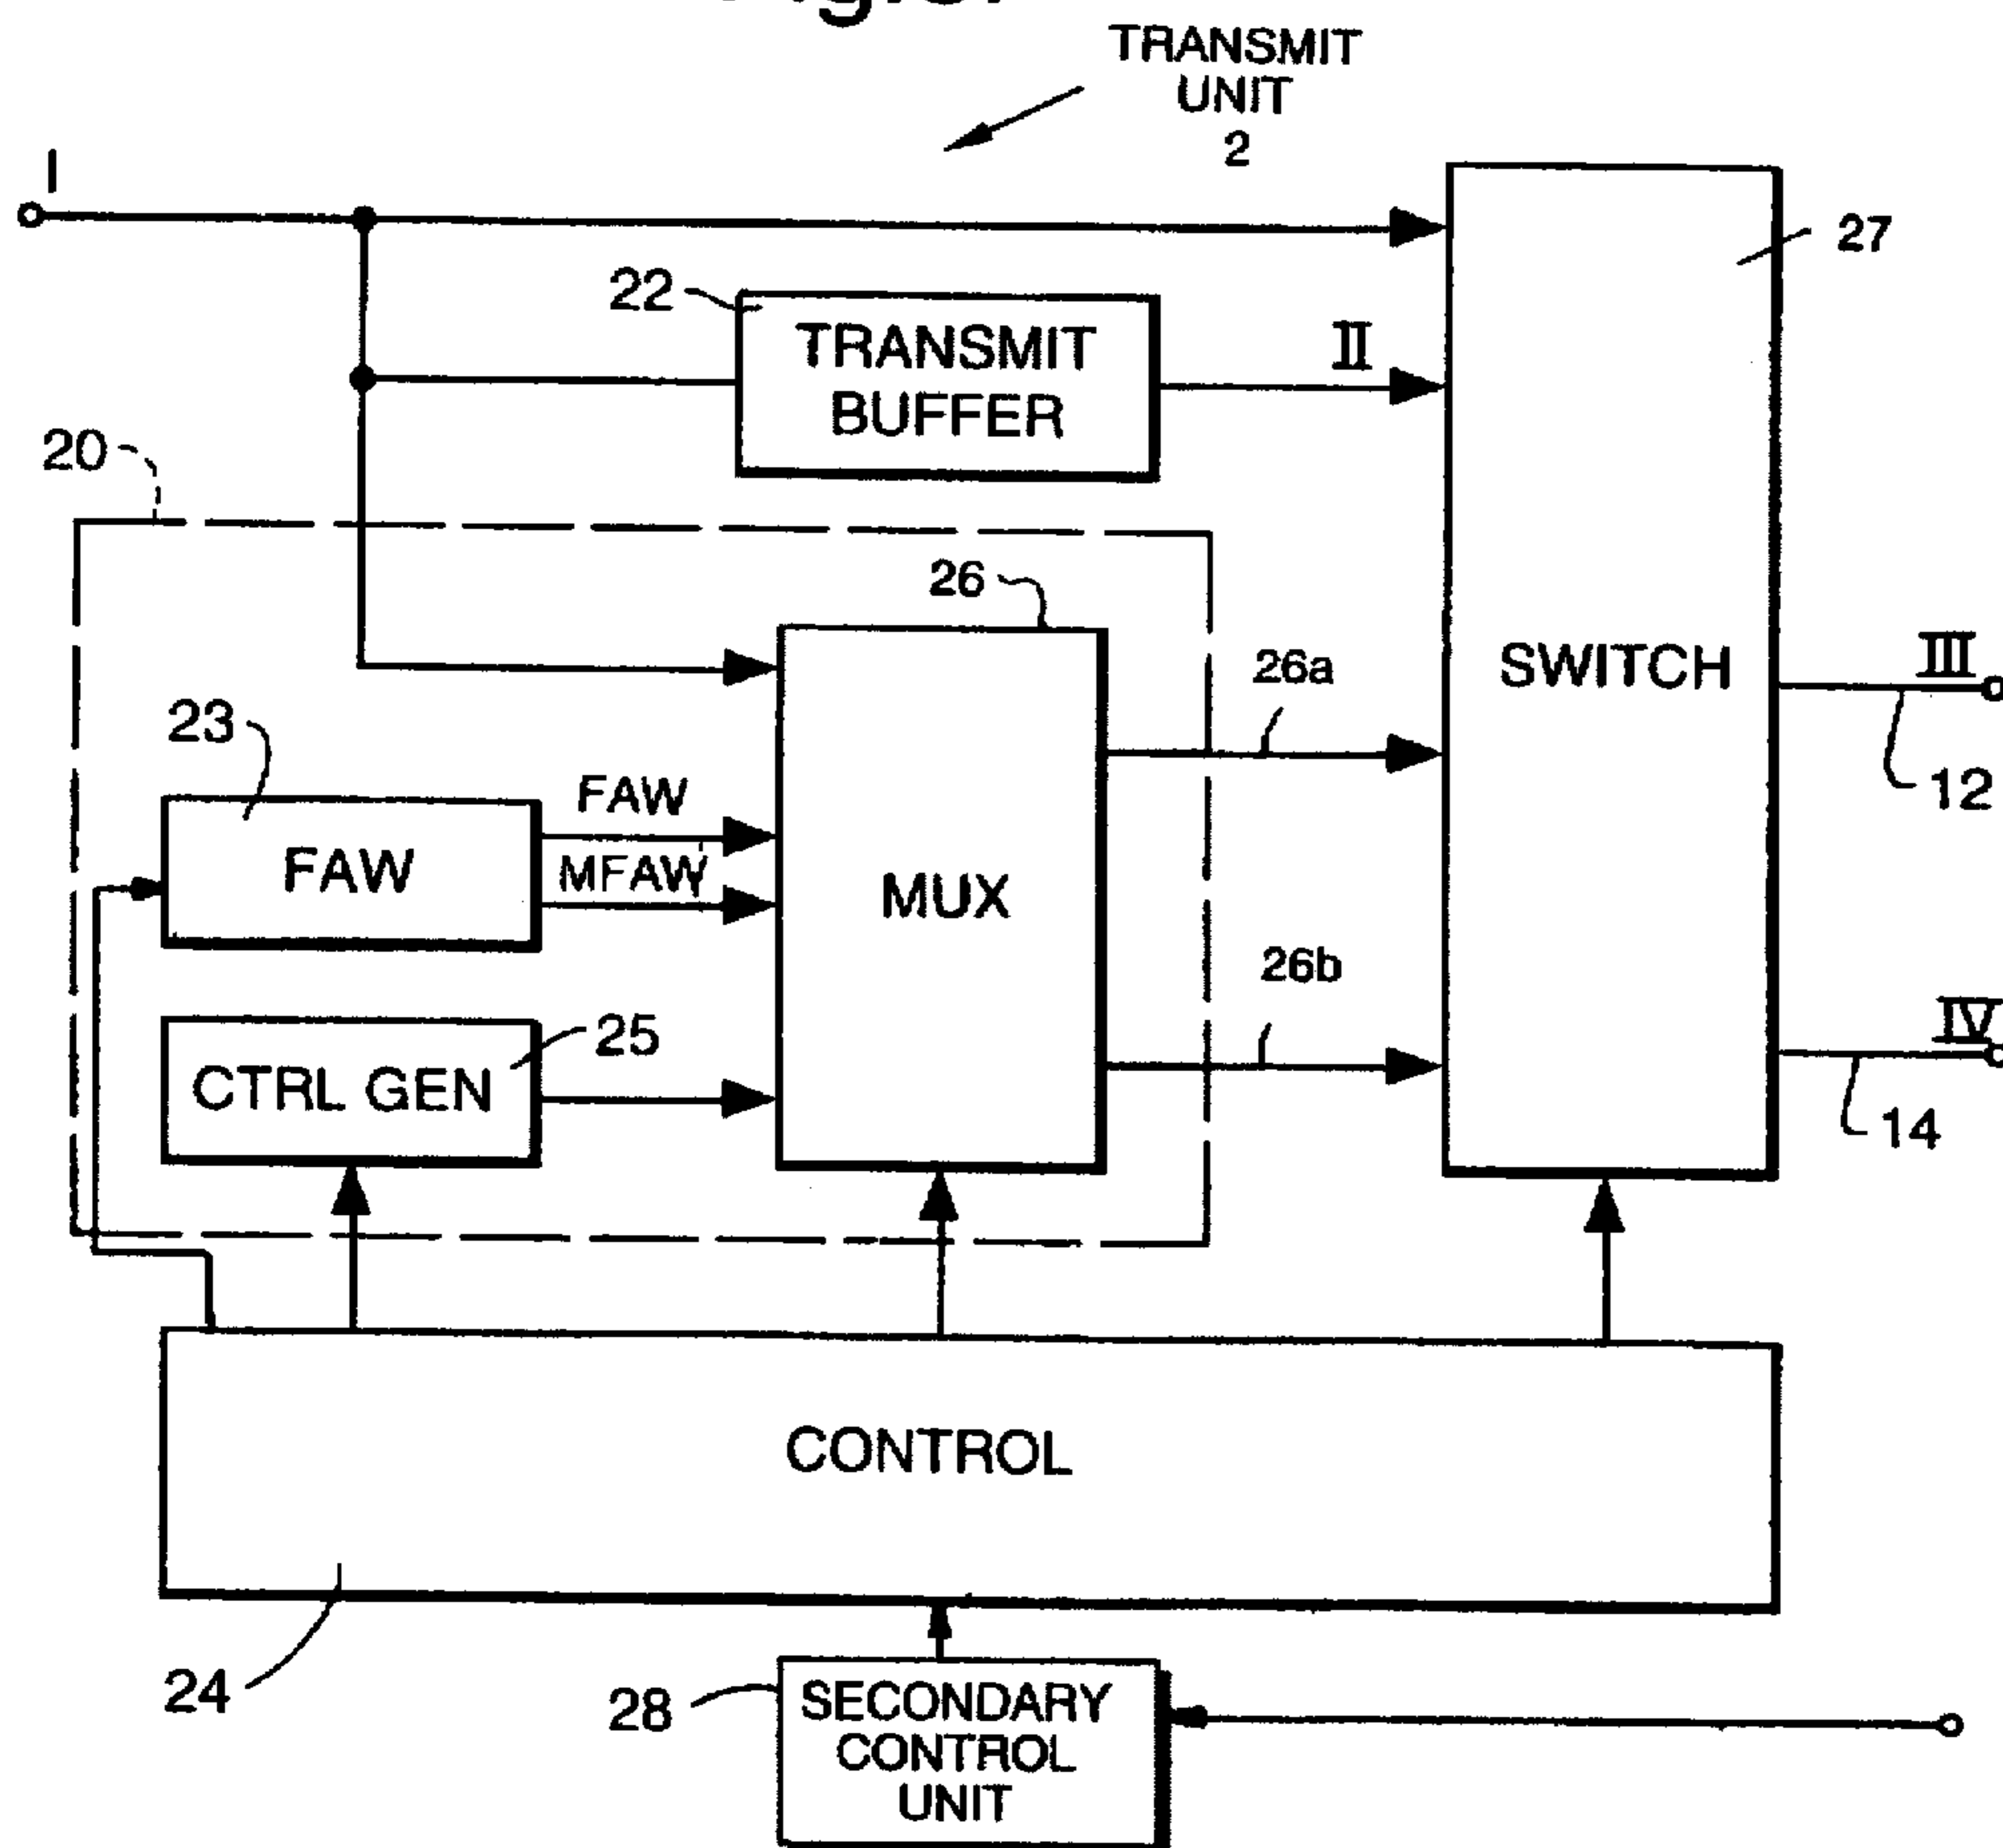 TRANSMIT
UNIT
2
I
27
22
TRANSMIT
BUFFER
II
20
26
26a
SWITCH
III
12
23
FAW
FAW
MFAW
MUX
26b
IV
14
25
CTRL GEN
CONTROL
24
28
SECONDARY
CONTROL
UNIT